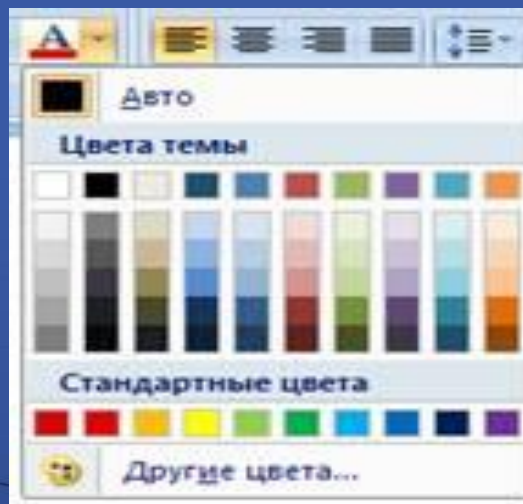 А
Авто
Цвета темы
Стандартные цвета
Другие цвета...